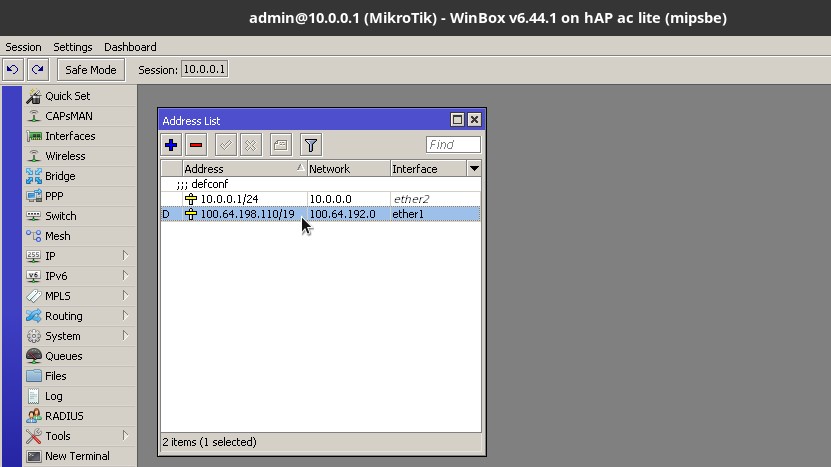 admin@10.0.0.1 (MikroTik) - WinBox v6.44.1 on hAP ac lite (mipsbe)
Session Settings Dashboard
Safe Mode Session: 10.0.0.1
Quick Set
CAPsMAN
Interfaces
Wireless
Bridge
PPP
Switch
Mesh
IP
IPv6
MPLS
Routing
System
Queues
Files
Log
RADIUS
Tools
New Terminal
Address List
Find
Address Network Interface
;;; defconf
10.0.0.1/24 10.0.0.0 ether2
D 100.64.198.110/19 100.64.192.0 ether1
2 items (1 selected)